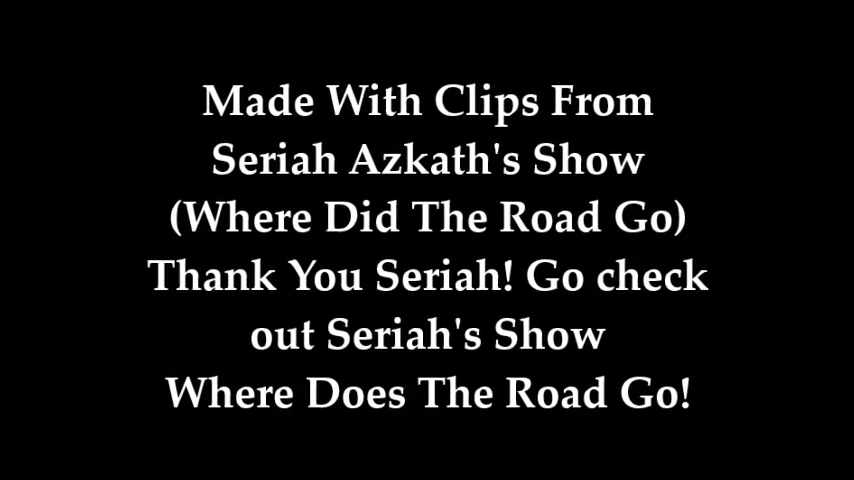 Made With Clips From
Seriah Azkath's Show
(Where Did The Road Go)
Thank You Seriah! Go check
out Seriah's Show
Where Does The Road Go!